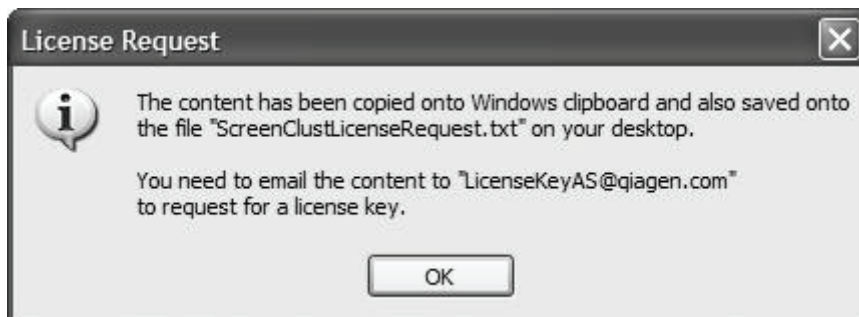 License Request
The content has been copied onto Windows clipboard and also saved onto
the file "ScreenClustLicenseRequest.txt" on your desktop.
You need to email the content to "LicenseKeyAS@qiagen.com"
to request for a license key.
OK